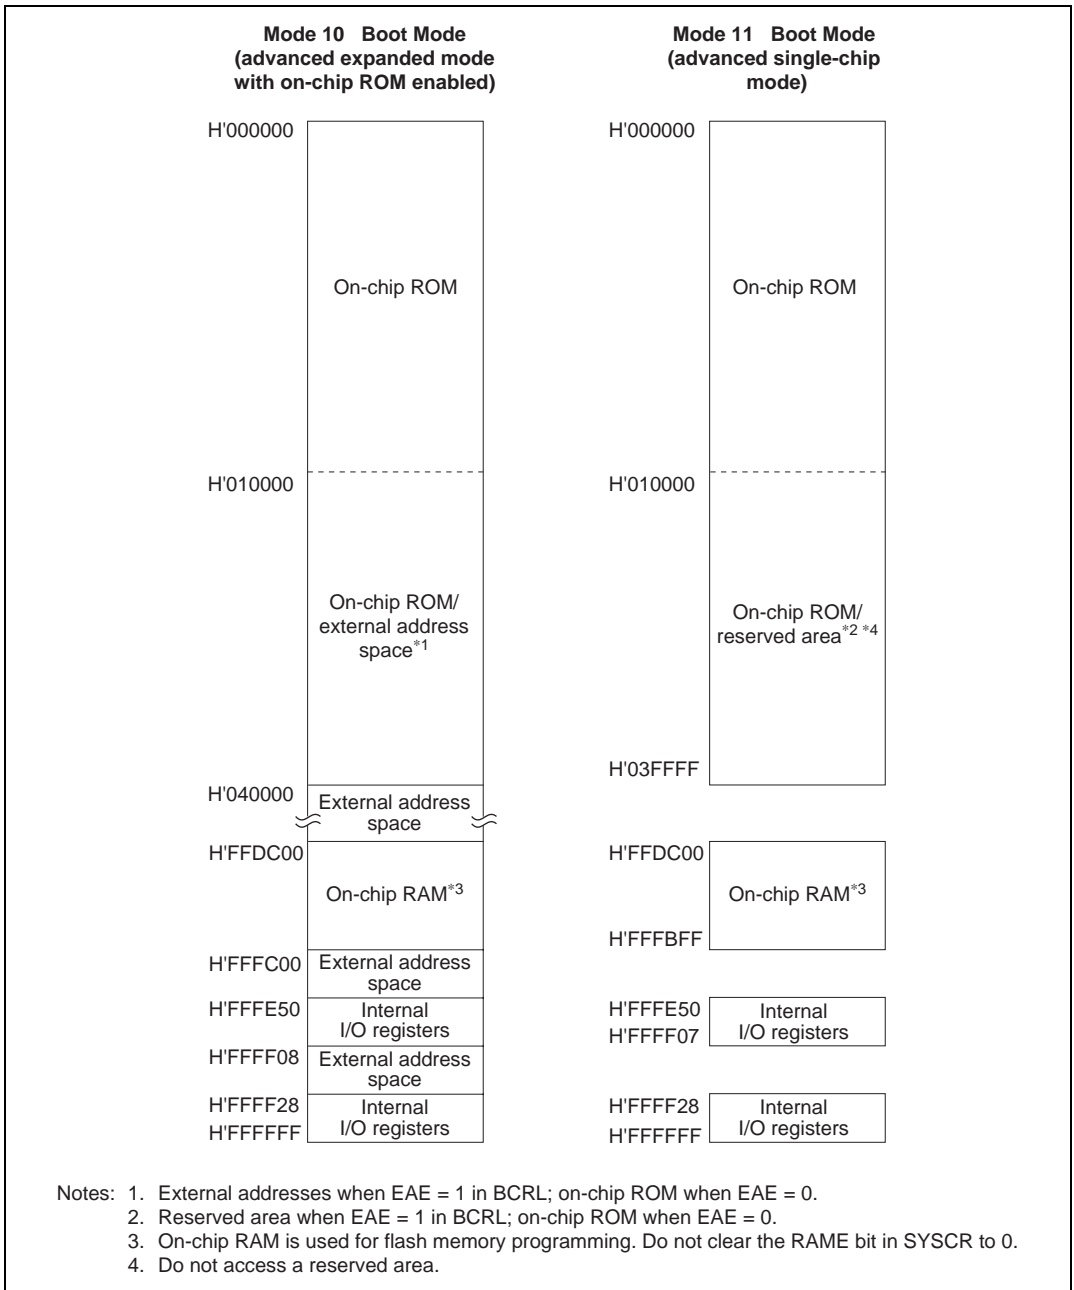 Mode 10 Boot Mode
(advanced expanded mode
with on-chip ROM enabled)
H'000000
On-chip ROM
H'010000
On-chip ROM/
external address
space*1
H'040000
External address
space
H'FFDC00
On-chip RAM*3
H'FFFC00
External address
space
H'FFFE50
Internal
I/O registers
H'FFFF08
External address
space
H'FFFF28
Internal
I/O registers
H'FFFFFF
Mode 11 Boot Mode
(advanced single-chip
mode)
H'000000
On-chip ROM
H'010000
On-chip ROM/
reserved area*2 *4
H'03FFFF
H'FFDC00
On-chip RAM*3
H'FFFBFF
H'FFFE50
Internal
I/O registers
H'FFFF07
H'FFFF28
Internal
I/O registers
H'FFFFFF
Notes: 1. External addresses when EAE = 1 in BCRL; on-chip ROM when EAE = 0.
2. Reserved area when EAE = 1 in BCRL; on-chip ROM when EAE = 0.
3. On-chip RAM is used for flash memory programming. Do not clear the RAME bit in SYSCR to 0.
4. Do not access a reserved area.